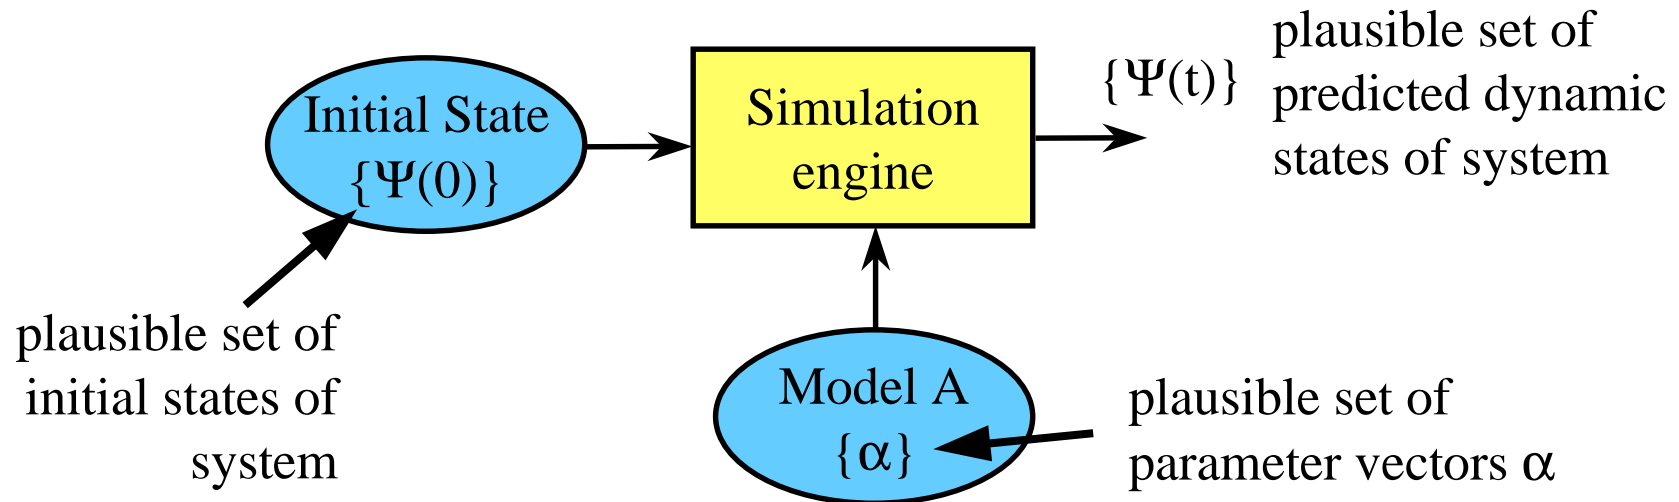 Initial State
{Ψ(0)}
Simulation
engine
{Ψ(t)}
plausible set of
predicted dynamic
states of system
plausible set of
initial states of
system
Model A
{α}
plausible set of
parameter vectors α